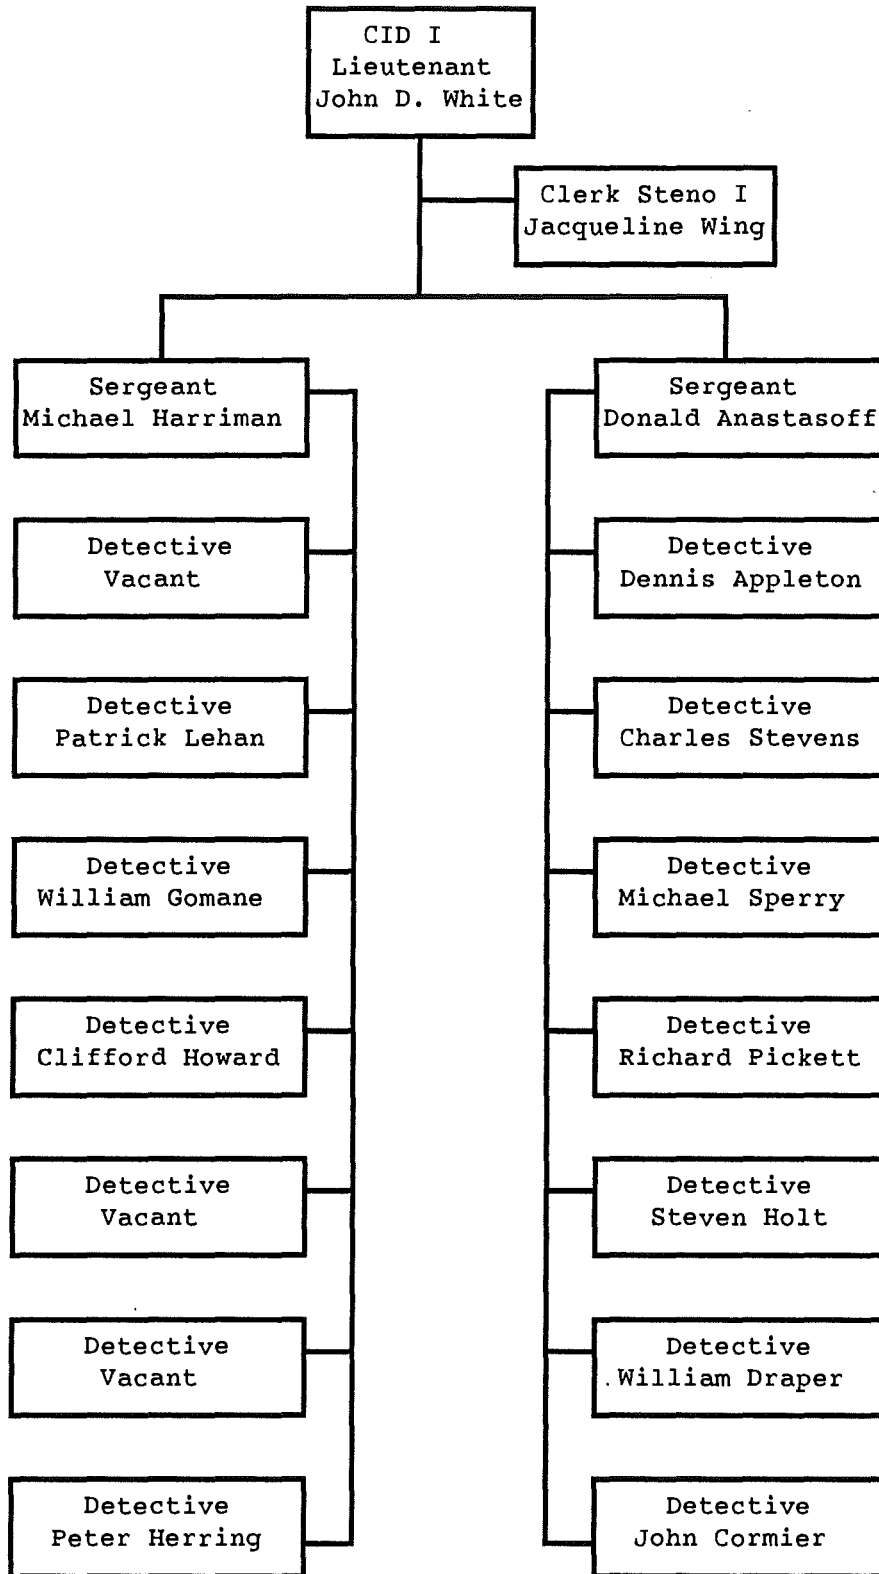 CID I
Lieutenant
John D. White
Clerk Steno I
Jacqueline Wing
Sergeant
Michael Harriman
Detective
Vacant
Detective
Patrick Lehan
Detective
William Gomane
Detective
Clifford Howard
Detective
Vacant
Detective
Vacant
Detective
Peter Herring
Sergeant
Donald Anastasoff
Detective
Dennis Appleton
Detective
Charles Stevens
Detective
Michael Sperry
Detective
Richard Pickett
Detective
Steven Holt
Detective
William Draper
Detective
John Cormier